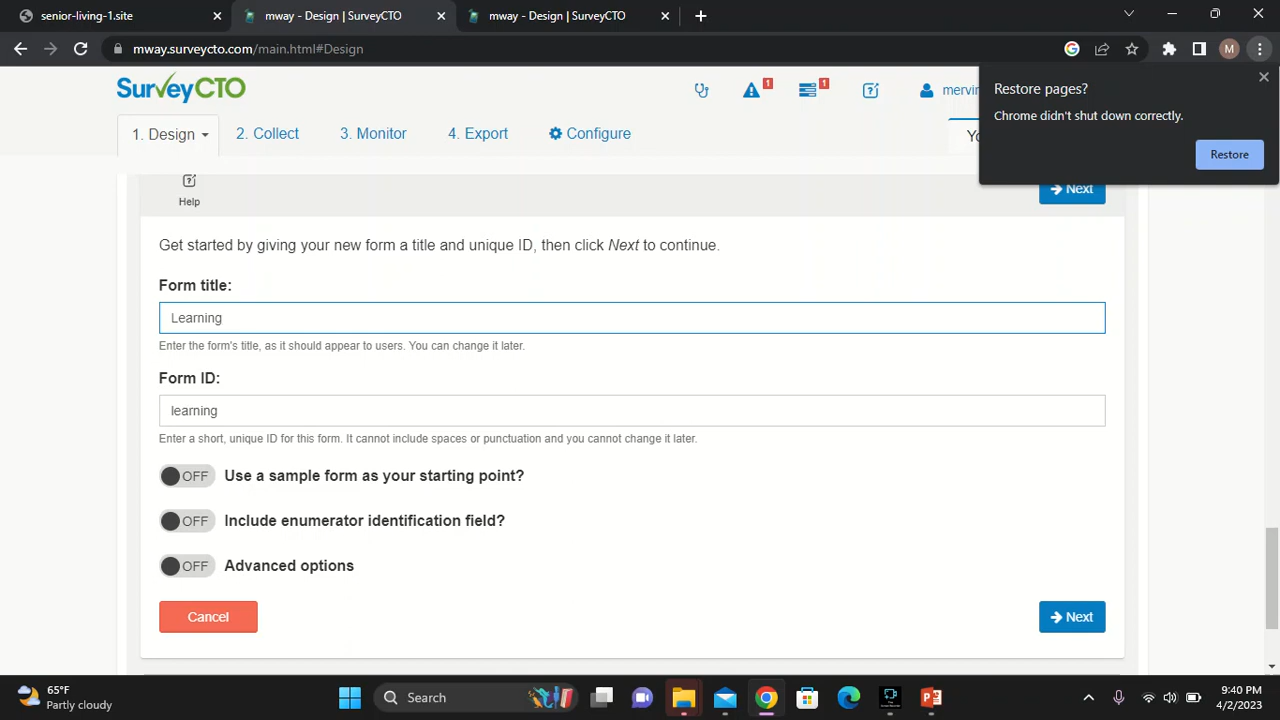 senior-living-1.site
mway - Design | SurveyCTO
mway - Design | SurveyCTO
mway.surveycto.com/main.html#Design
M
SurveyCTO
1
1
Restore pages?
Chrome didn't shut down correctly.
Restore
1. Design
2. Collect
3. Monitor
4. Export
Configure
Help
Next
Get started by giving your new form a title and unique ID, then click Next to continue.
Form title:
Learning
Enter the form's title, as it should appear to users. You can change it later.
Form ID:
learning
Enter a short, unique ID for this form. It cannot include spaces or punctuation and you cannot change it later.
OFF Use a sample form as your starting point?
OFF Include enumerator identification field?
OFF Advanced options
Cancel
Next
65°F
Partly cloudy
Search
9:40 PM
4/2/2023